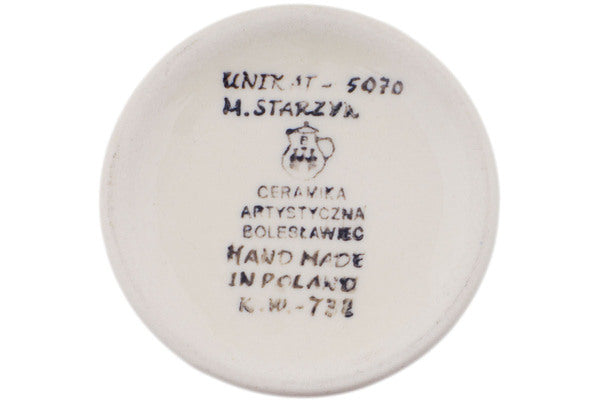 UNIKAT - 5070
M. STARZYK
B
CERAMIKA
ARTYSTYCZNA
BOLESŁAWIEC
HAND MADE
IN POLAND
K.W.-738